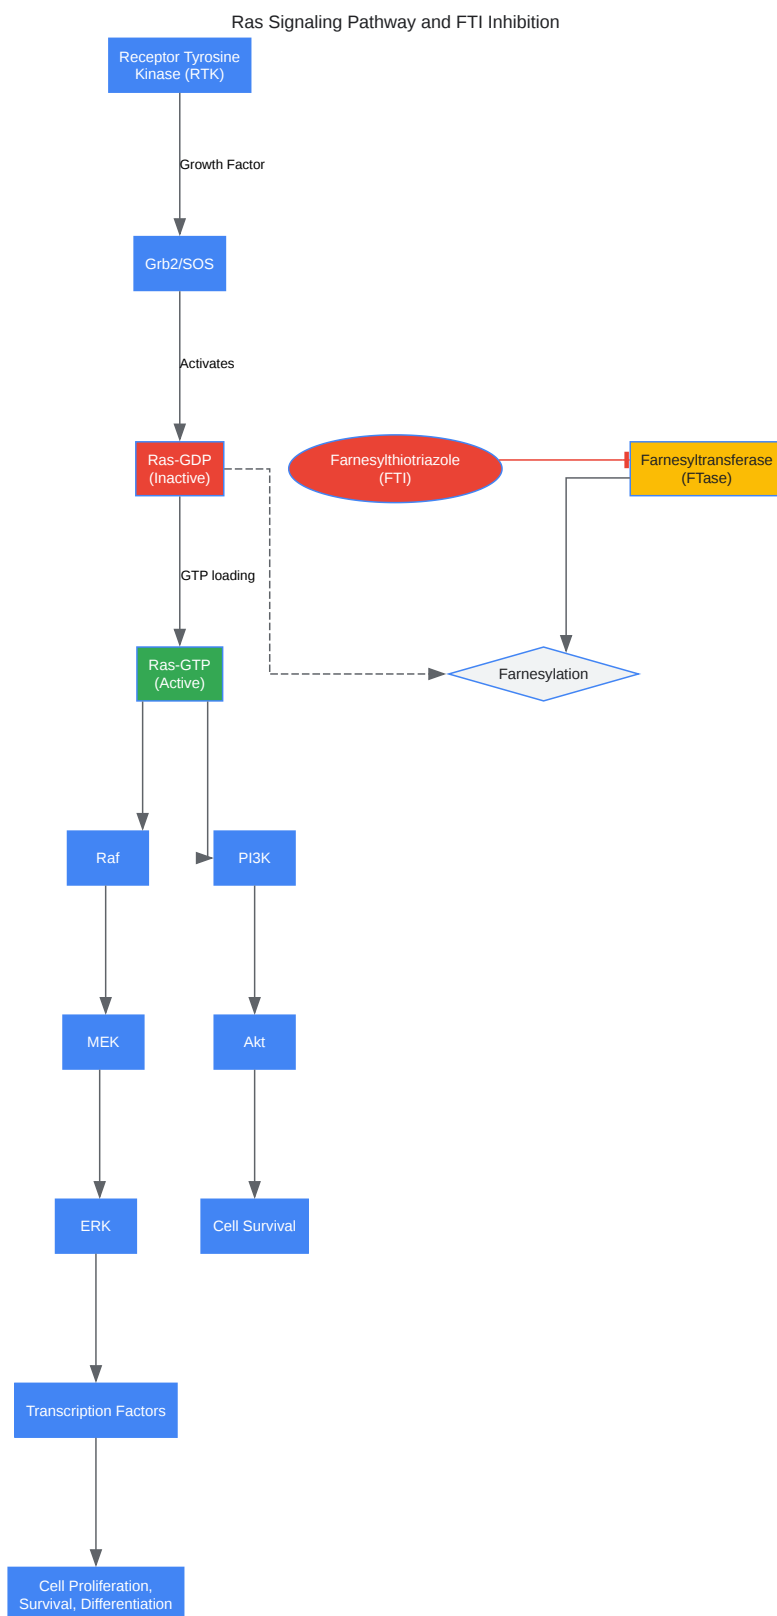 Ras Signaling Pathway and FTI Inhibition
Receptor Tyrosine
Kinase (RTK)
Growth Factor
Grb2/SOS
Activates
Ras-GDP
(Inactive)
Farnesylthiotriazole
(FTI)
Farnesyltransferase
(FTase)
GTP loading
Ras-GTP
(Active)
Farnesylation
Raf
PI3K
MEK
Akt
ERK
Cell Survival
Transcription Factors
Cell Proliferation,
Survival, Differentiation